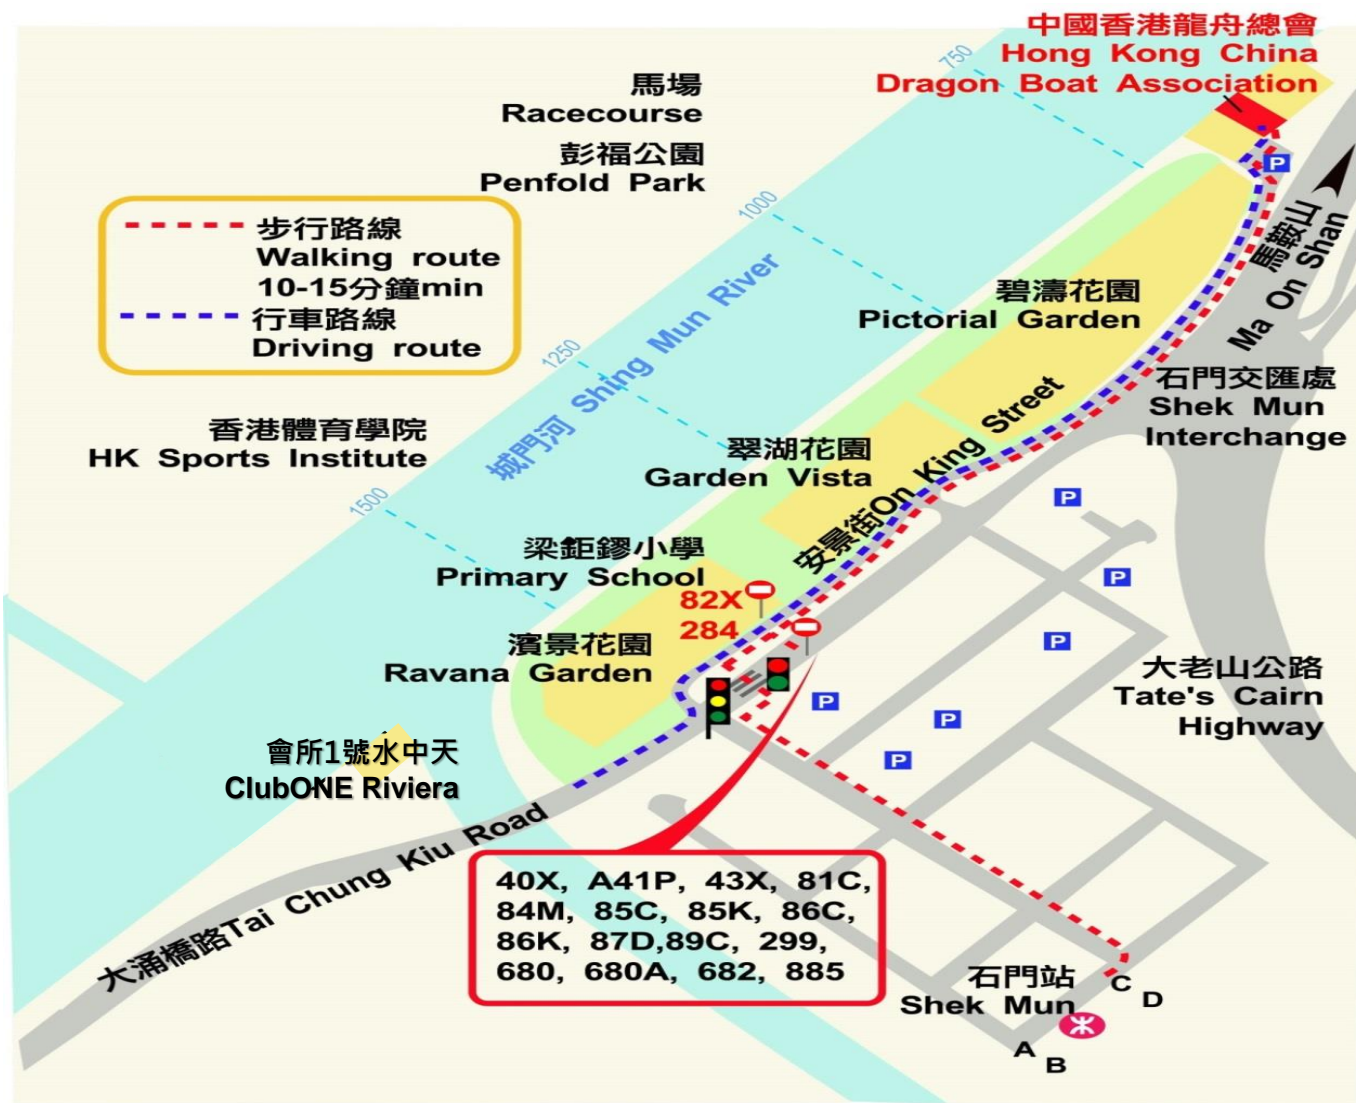 中國香港龍舟總會
Hong Kong China
Dragon Boat Association
750
馬場
Racecourse
彭福公園
Penfold Park
1000
步行路線
Walking route
10-15分鐘min
行車路線
Driving route
P
馬鞍山
Ma On Shan
碧濤花園
Pictorial Garden
1250
城門河 Shing Mun River
石門交匯處
Shek Mun
Interchange
香港體育學院
HK Sports Institute
翠湖花園
Garden Vista
安景街On King Street
1500
P
梁鉅鏐小學
Primary School
82X
284
P
濱景花園
Ravana Garden
P
大老山公路
Tate's Cairn
Highway
P
P
P
會所1號水中天
ClubONE Riviera
大涌橋路Tai Chung Kiu Road
40X, A41P, 43X, 81C,
84M, 85C, 85K, 86C,
86K, 87D,89C, 299,
680, 680A, 682, 885
石門站
Shek Mun
C
D
A
B